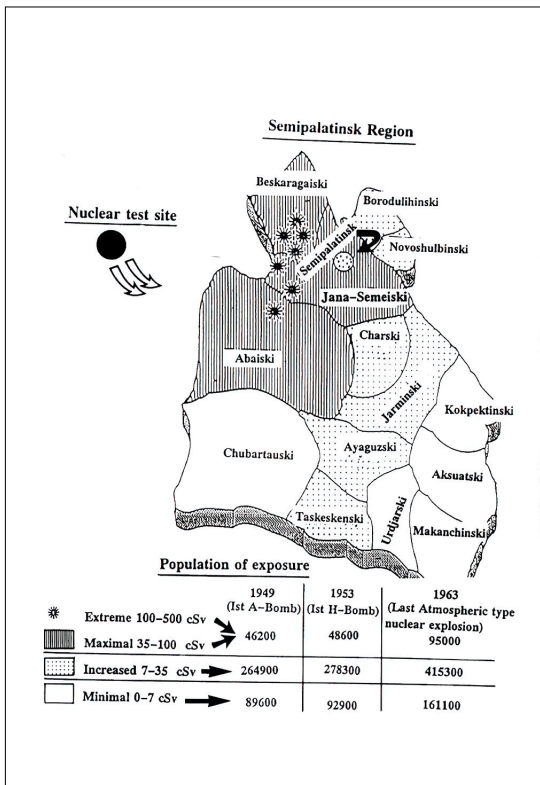 Semipalatinsk Region
Beskaragaiski
Borodulihinski
Nuclear test site
Semipalatinsk
Novoshulbinski
Jana-Semeiski
Charski
Abaiski
Jarminski
Kokpektinski
Chubartauski
Ayaguzski
Aksuatski
Taskeskenski
Urdjarski
Makanchinski
Population of exposure
1949
(Ist A-Bomb)
1953
(Ist H-Bomb)
1963
(Last Atmospheric type
nuclear explosion)
Extreme 100-500 cSv
Maximal 35-100 cSv
46200 48600 95000
Increased 7-35 cSv 264900 278300 415300
Minimal 0-7 cSv 89600 92900 161100